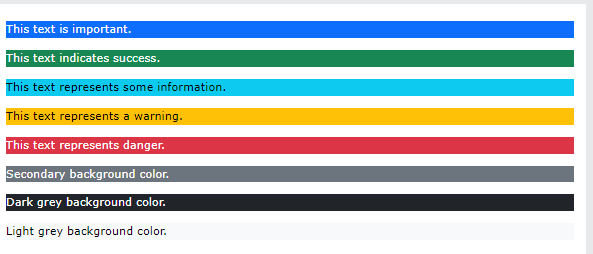 This text is important.
This text indicates success.
This text represents some information.
This text represents a warning.
This text represents danger.
Secondary background color.
Dark grey background color.
Light grey background color.